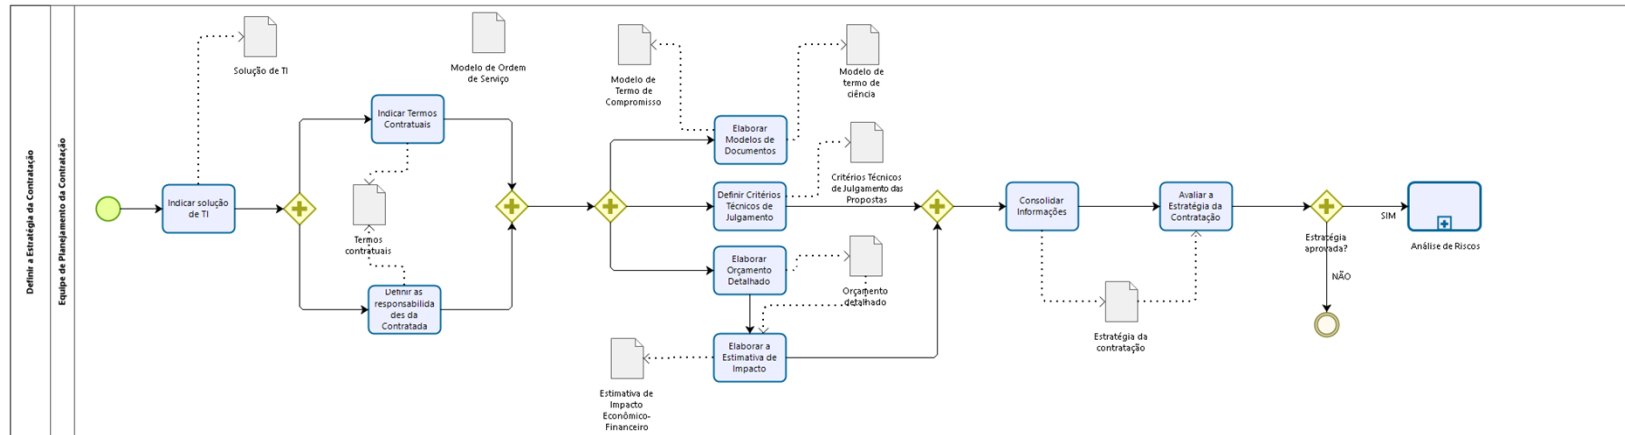 Definir a Estratégia da Contratação
Equipe de Planejamento da Contratação
Solução de TI
Indicar solução
de TI
Indicar Termos
Contratuais
Termos
contratuais
Definir as
responsabilida
des da
Contratada
Modelo de Ordem
de Serviço
Modelo de
Termo de
Compromisso
Modelo de
termo de
ciência
Elaborar
Modelos de
Documentos
Critérios Técnicos
de Julgamento das
Propostas
Definir Critérios
Técnicos de
Julgamento
Elaborar
Orçamento
Detalhado
Orçamento
detalhado
Elaborar a
Estimativa de
Impacto
Estimativa de
Impacto
Econômico-
Financeiro
Consolidar
Informações
Estratégia da
contratação
Avaliar a
Estratégia da
Contratação
Estratégia
aprovada?
SIM
NÃO
Análise de Riscos